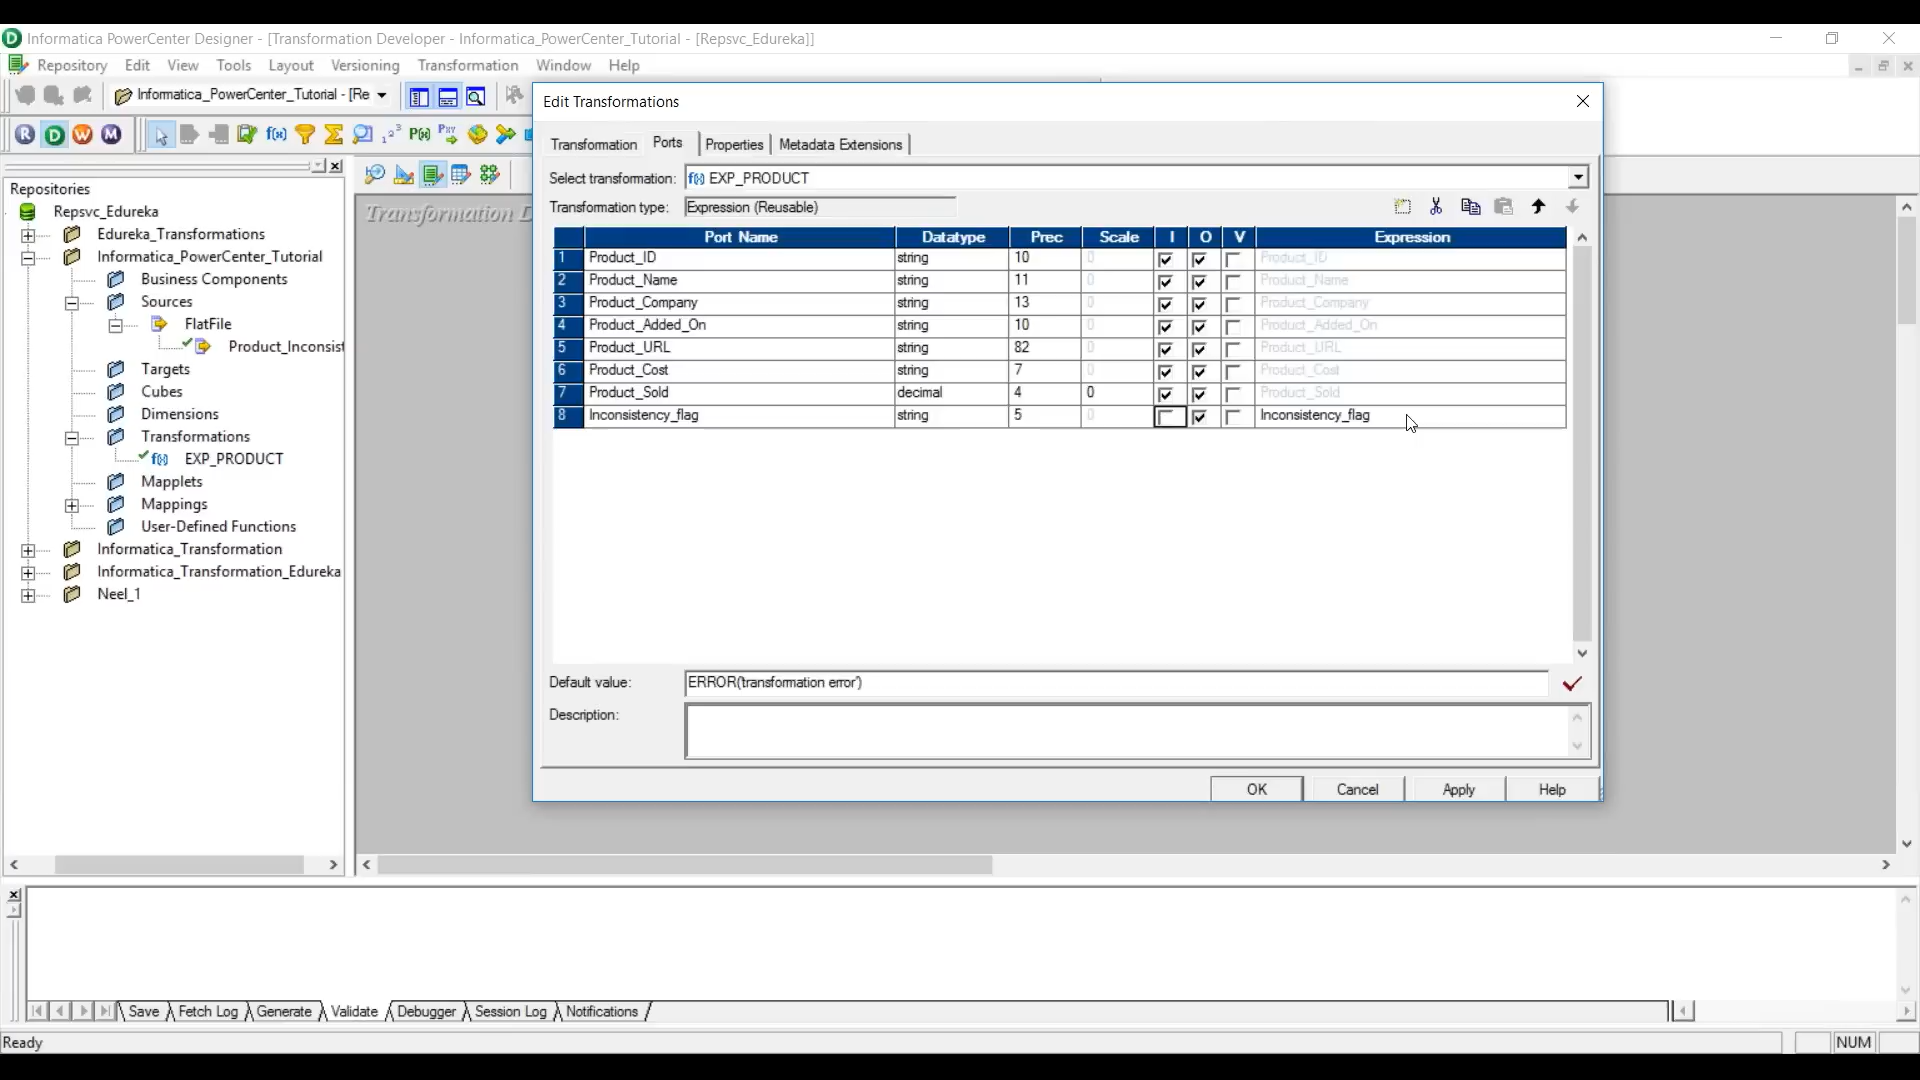 Informatica PowerCenter Designer - [Transformation Developer - Informatica_PowerCenter_Tutorial - [Repsvc_Edureka]]
Repository Edit View Tools Layout Versioning Transformation Window Help
Informatica_PowerCenter_Tutorial - [Re
Edit Transformations
Transformation Ports Properties Metadata Extensions
Select transformation: f(x) EXP_PRODUCT
Transformation type: Expression (Reusable)
Port Name Datatype Prec Scale I O V Expression
1 Product_ID string 10 0 Product_ID
2 Product_Name string 11 0 Product_Name
3 Product_Company string 13 0 Product_Company
4 Product_Added_On string 10 0 Product_Added_On
5 Product_URL string 82 0 Product_URL
6 Product_Cost string 7 0 Product_Cost
7 Product_Sold decimal 4 0 Product_Sold
8 Inconsistency_flag string 5 0 Inconsistency_flag
Default value: ERROR('transformation error')
Description:
OK Cancel Apply Help
Repositories
Repsvc_Edureka
Edureka_Transformations
Informatica_PowerCenter_Tutorial
Business Components
Sources
FlatFile
Product_Inconsist
Targets
Cubes
Dimensions
Transformations
f(x) EXP_PRODUCT
Mapplets
Mappings
User-Defined Functions
Informatica_Transformation
Informatica_Transformation_Edureka
Neel_1
Transformation D
Save Fetch Log Generate Validate Debugger Session Log Notifications
Ready
NUM